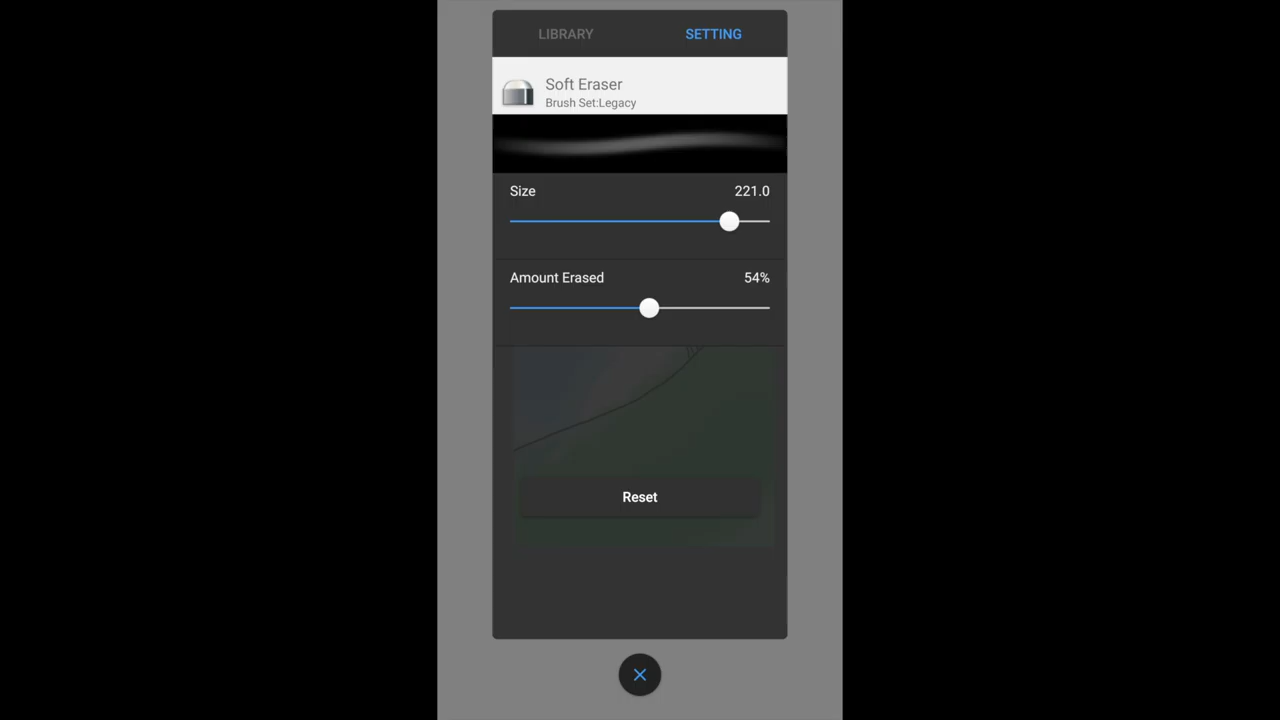 LIBRARY SETTING
Soft Eraser
Brush Set:Legacy
Size 221.0
Amount Erased 54%
Reset